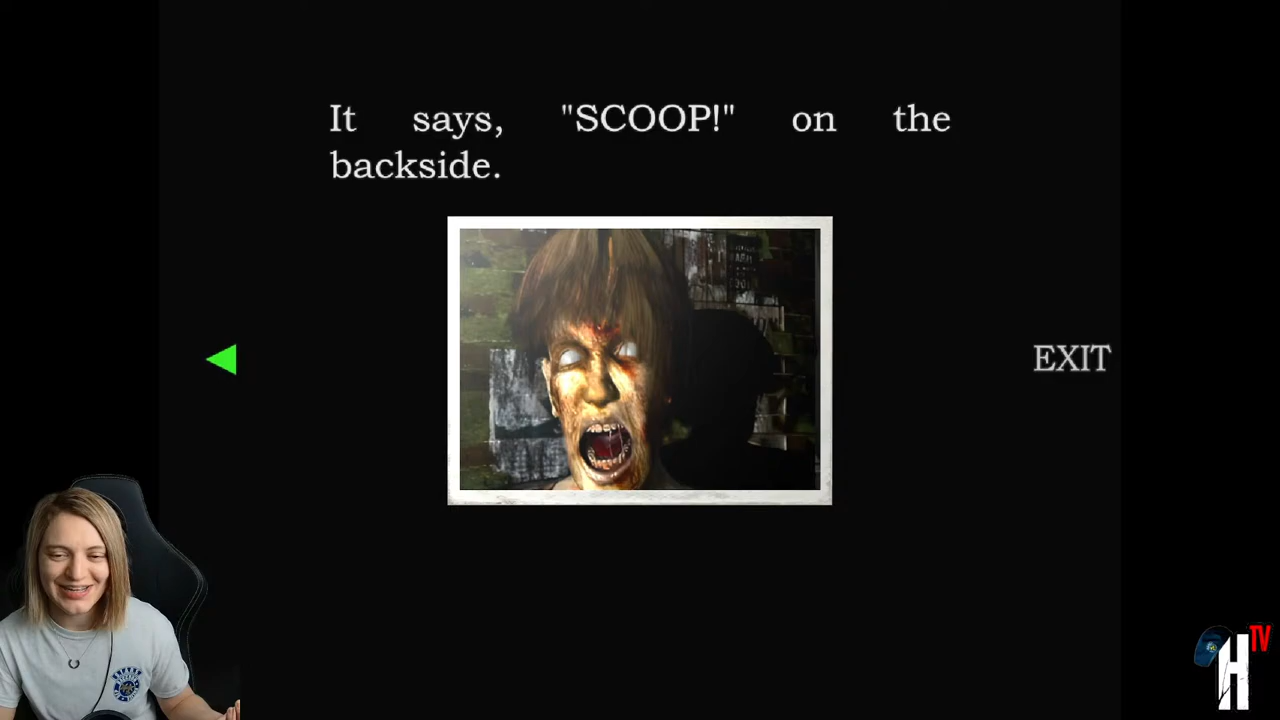 It says, "SCOOP!" on the
backside.
EXIT
H TV